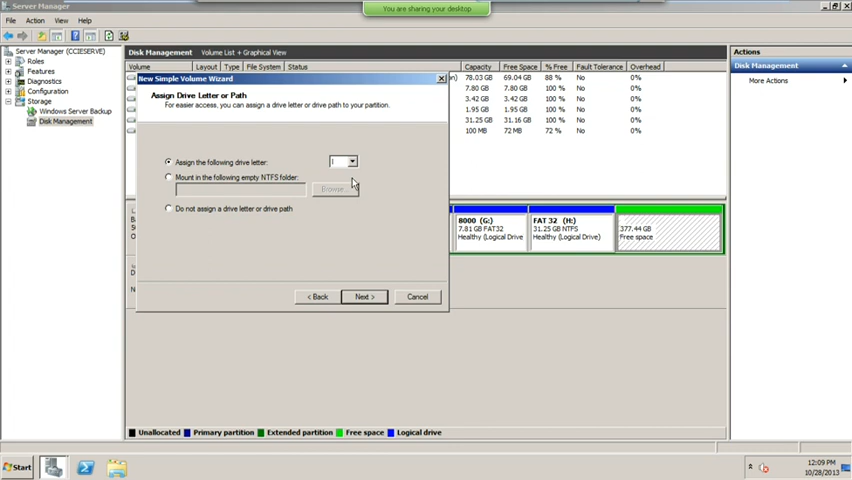 Server Manager
You are sharing your desktop
File Action View Help
Server Manager (CCIESERVE)
Roles
Features
Diagnostics
Configuration
Storage
Windows Server Backup
Disk Management
Disk Management Volume List + Graphical View
Volume Layout Type File System Status Capacity Free Space % Free Fault Tolerance Overhead
78.03 GB 69.04 GB 88 % No 0%
7.80 GB 7.80 GB 100 % No 0%
3.42 GB 3.42 GB 100 % No 0%
1.95 GB 1.95 GB 100 % No 0%
31.25 GB 31.16 GB 100 % No 0%
100 MB 72 MB 72 % No 0%
New Simple Volume Wizard
Assign Drive Letter or Path
For easier access, you can assign a drive letter or drive path to your partition.
Assign the following drive letter: I
Mount in the following empty NTFS folder:
Browse...
Do not assign a drive letter or drive path
< Back Next > Cancel
8000 (G:)
7.81 GB FAT32
Healthy (Logical Drive
FAT 32 (H:)
31.25 GB NTFS
Healthy (Logical Drive)
377.44 GB
Free space
Unallocated Primary partition Extended partition Free space Logical drive
Actions
Disk Management
More Actions
Start
12:09 PM
10/28/2013